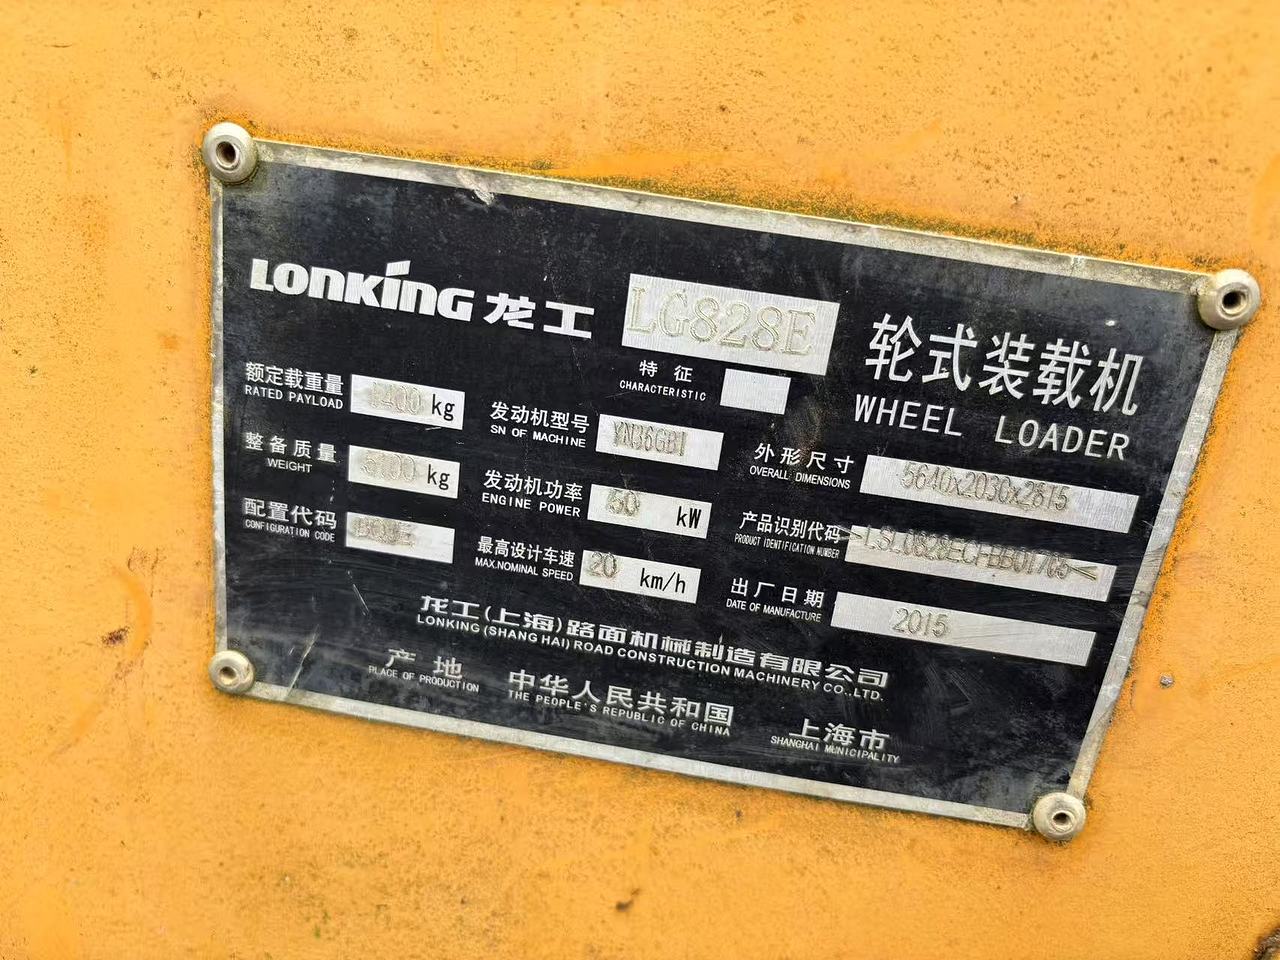 LONKING 龙工 LG828E 轮式装载机
特征
CHARACTERISTIC
WHEEL LOADER
额定载重量 kg
RATED PAYLOAD
发动机型号 YN36GB1
SN OF MACHINE
外形尺寸 5640x2030x2815
OVERALL DIMENSIONS
整备质量 kg
WEIGHT
发动机功率 50 kW
ENGINE POWER
产品识别代码
PRODUCT IDENTIFICATION NUMBER
配置代码
CONFIGURATION CODE
最高设计车速 20 km/h
MAX.NOMINAL SPEED
出厂日期 2015
DATE OF MANUFACTURE
龙工(上海)路面机械制造有限公司
LONKING (SHANG HAI) ROAD CONSTRUCTION MACHINERY CO.,LTD.
产地 中华人民共和国 上海市
PLACE OF PRODUCTION THE PEOPLE'S REPUBLIC OF CHINA SHANGHAI MUNICIPALITY